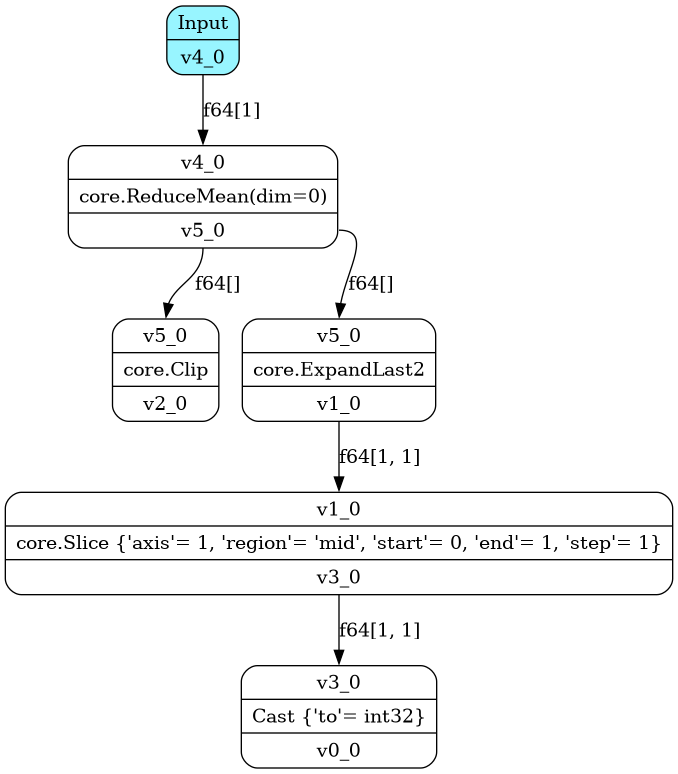 Input
v4_0
f64[1]
v4_0
core.ReduceMean(dim=0)
v5_0
f64[]
f64[]
v5_0
core.Clip
v2_0
v5_0
core.ExpandLast2
v1_0
f64[1, 1]
v1_0
core.Slice {'axis'= 1, 'region'= 'mid', 'start'= 0, 'end'= 1, 'step'= 1}
v3_0
f64[1, 1]
v3_0
Cast {'to'= int32}
v0_0